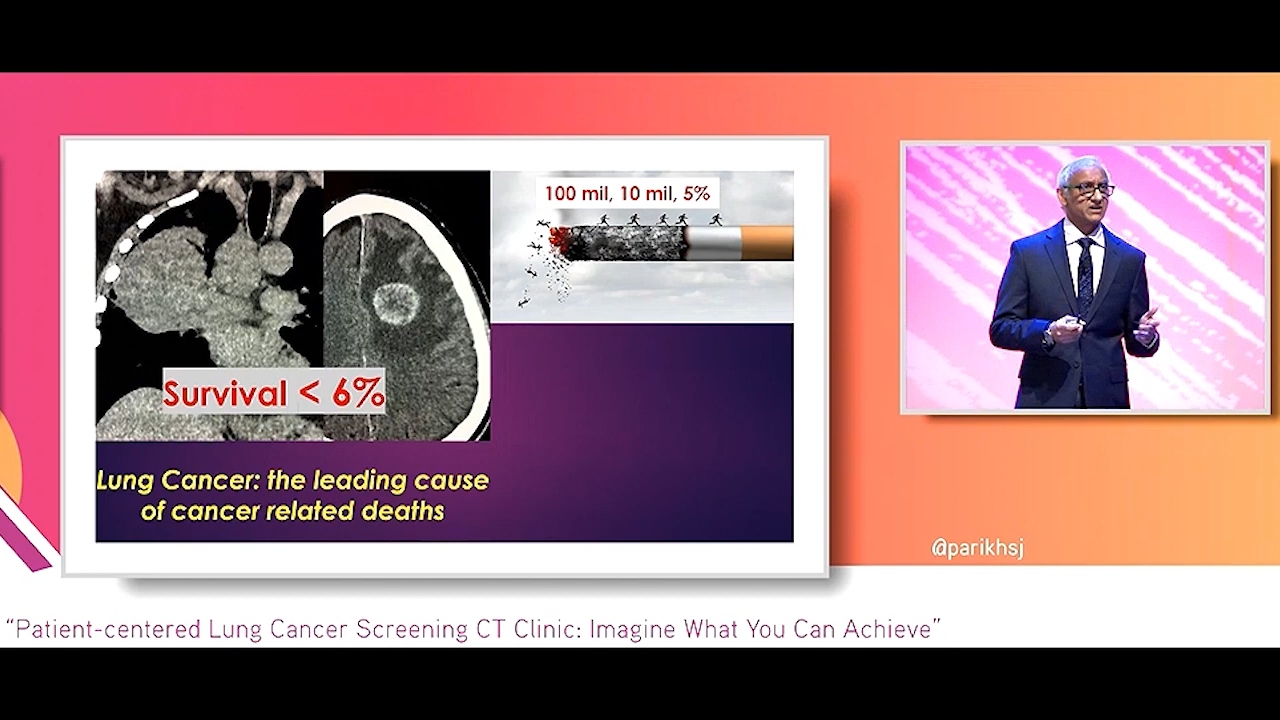 100 mil, 10 mil, 5%
Survival < 6%
Lung Cancer: the leading cause
of cancer related deaths
@parikhsj
“Patient-centered Lung Cancer Screening CT Clinic: Imagine What You Can Achieve”